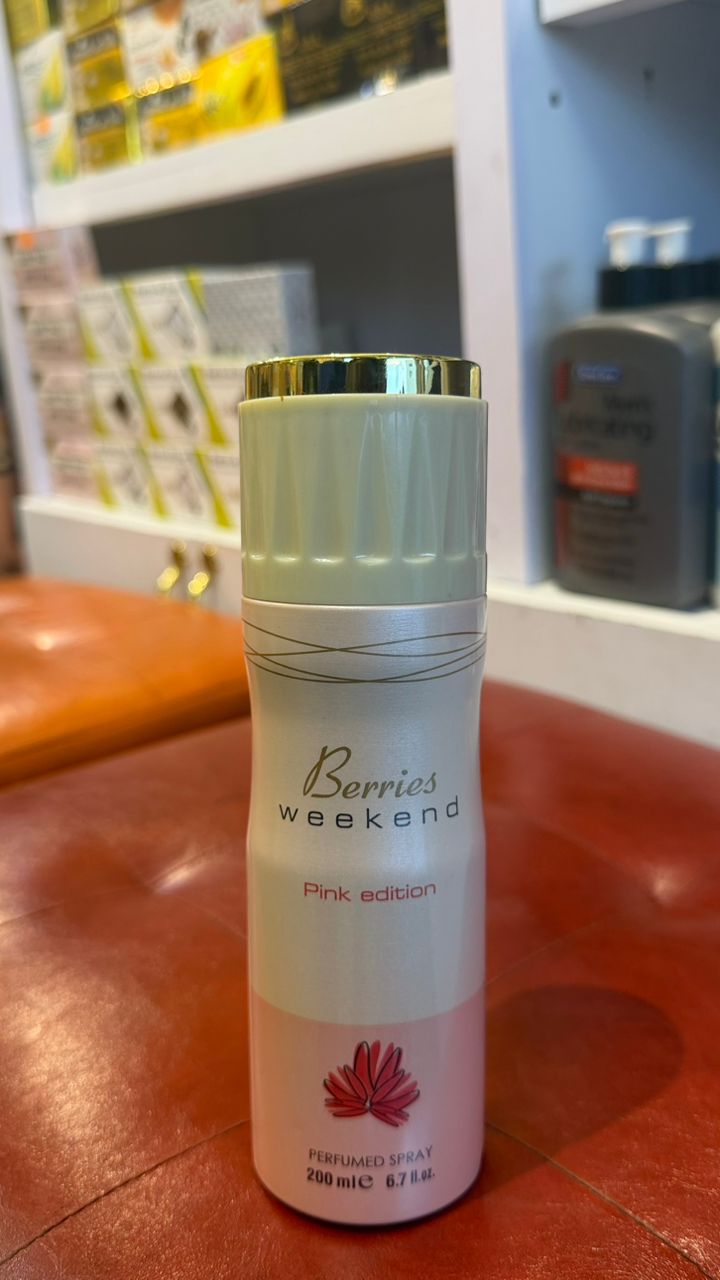 Berries
weekend
Pink edition
PERFUMED SPRAY
200 ml℮ 6.7 fl.oz.